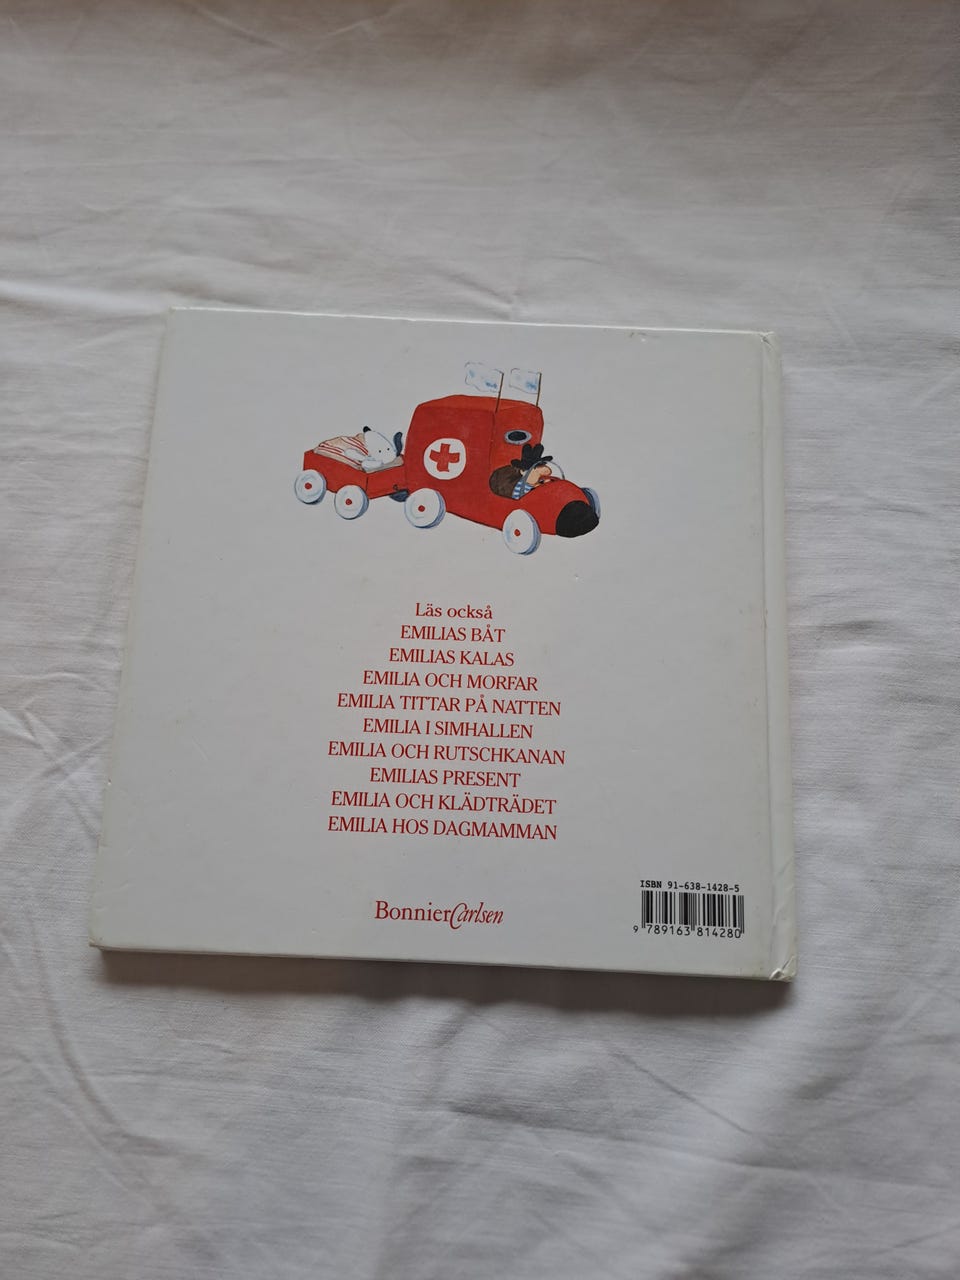 Läs också
EMILIAS BÅT
EMILIAS KALAS
EMILIA OCH MORFAR
EMILIA TITTAR PÅ NATTEN
EMILIA I SIMHALLEN
EMILIA OCH RUTSCHKANAN
EMILIAS PRESENT
EMILIA OCH KLÄDTRÄDET
EMILIA HOS DAGMAMMAN
BonnierCarlsen
ISBN 91-638-1428-5
9 789163 814280